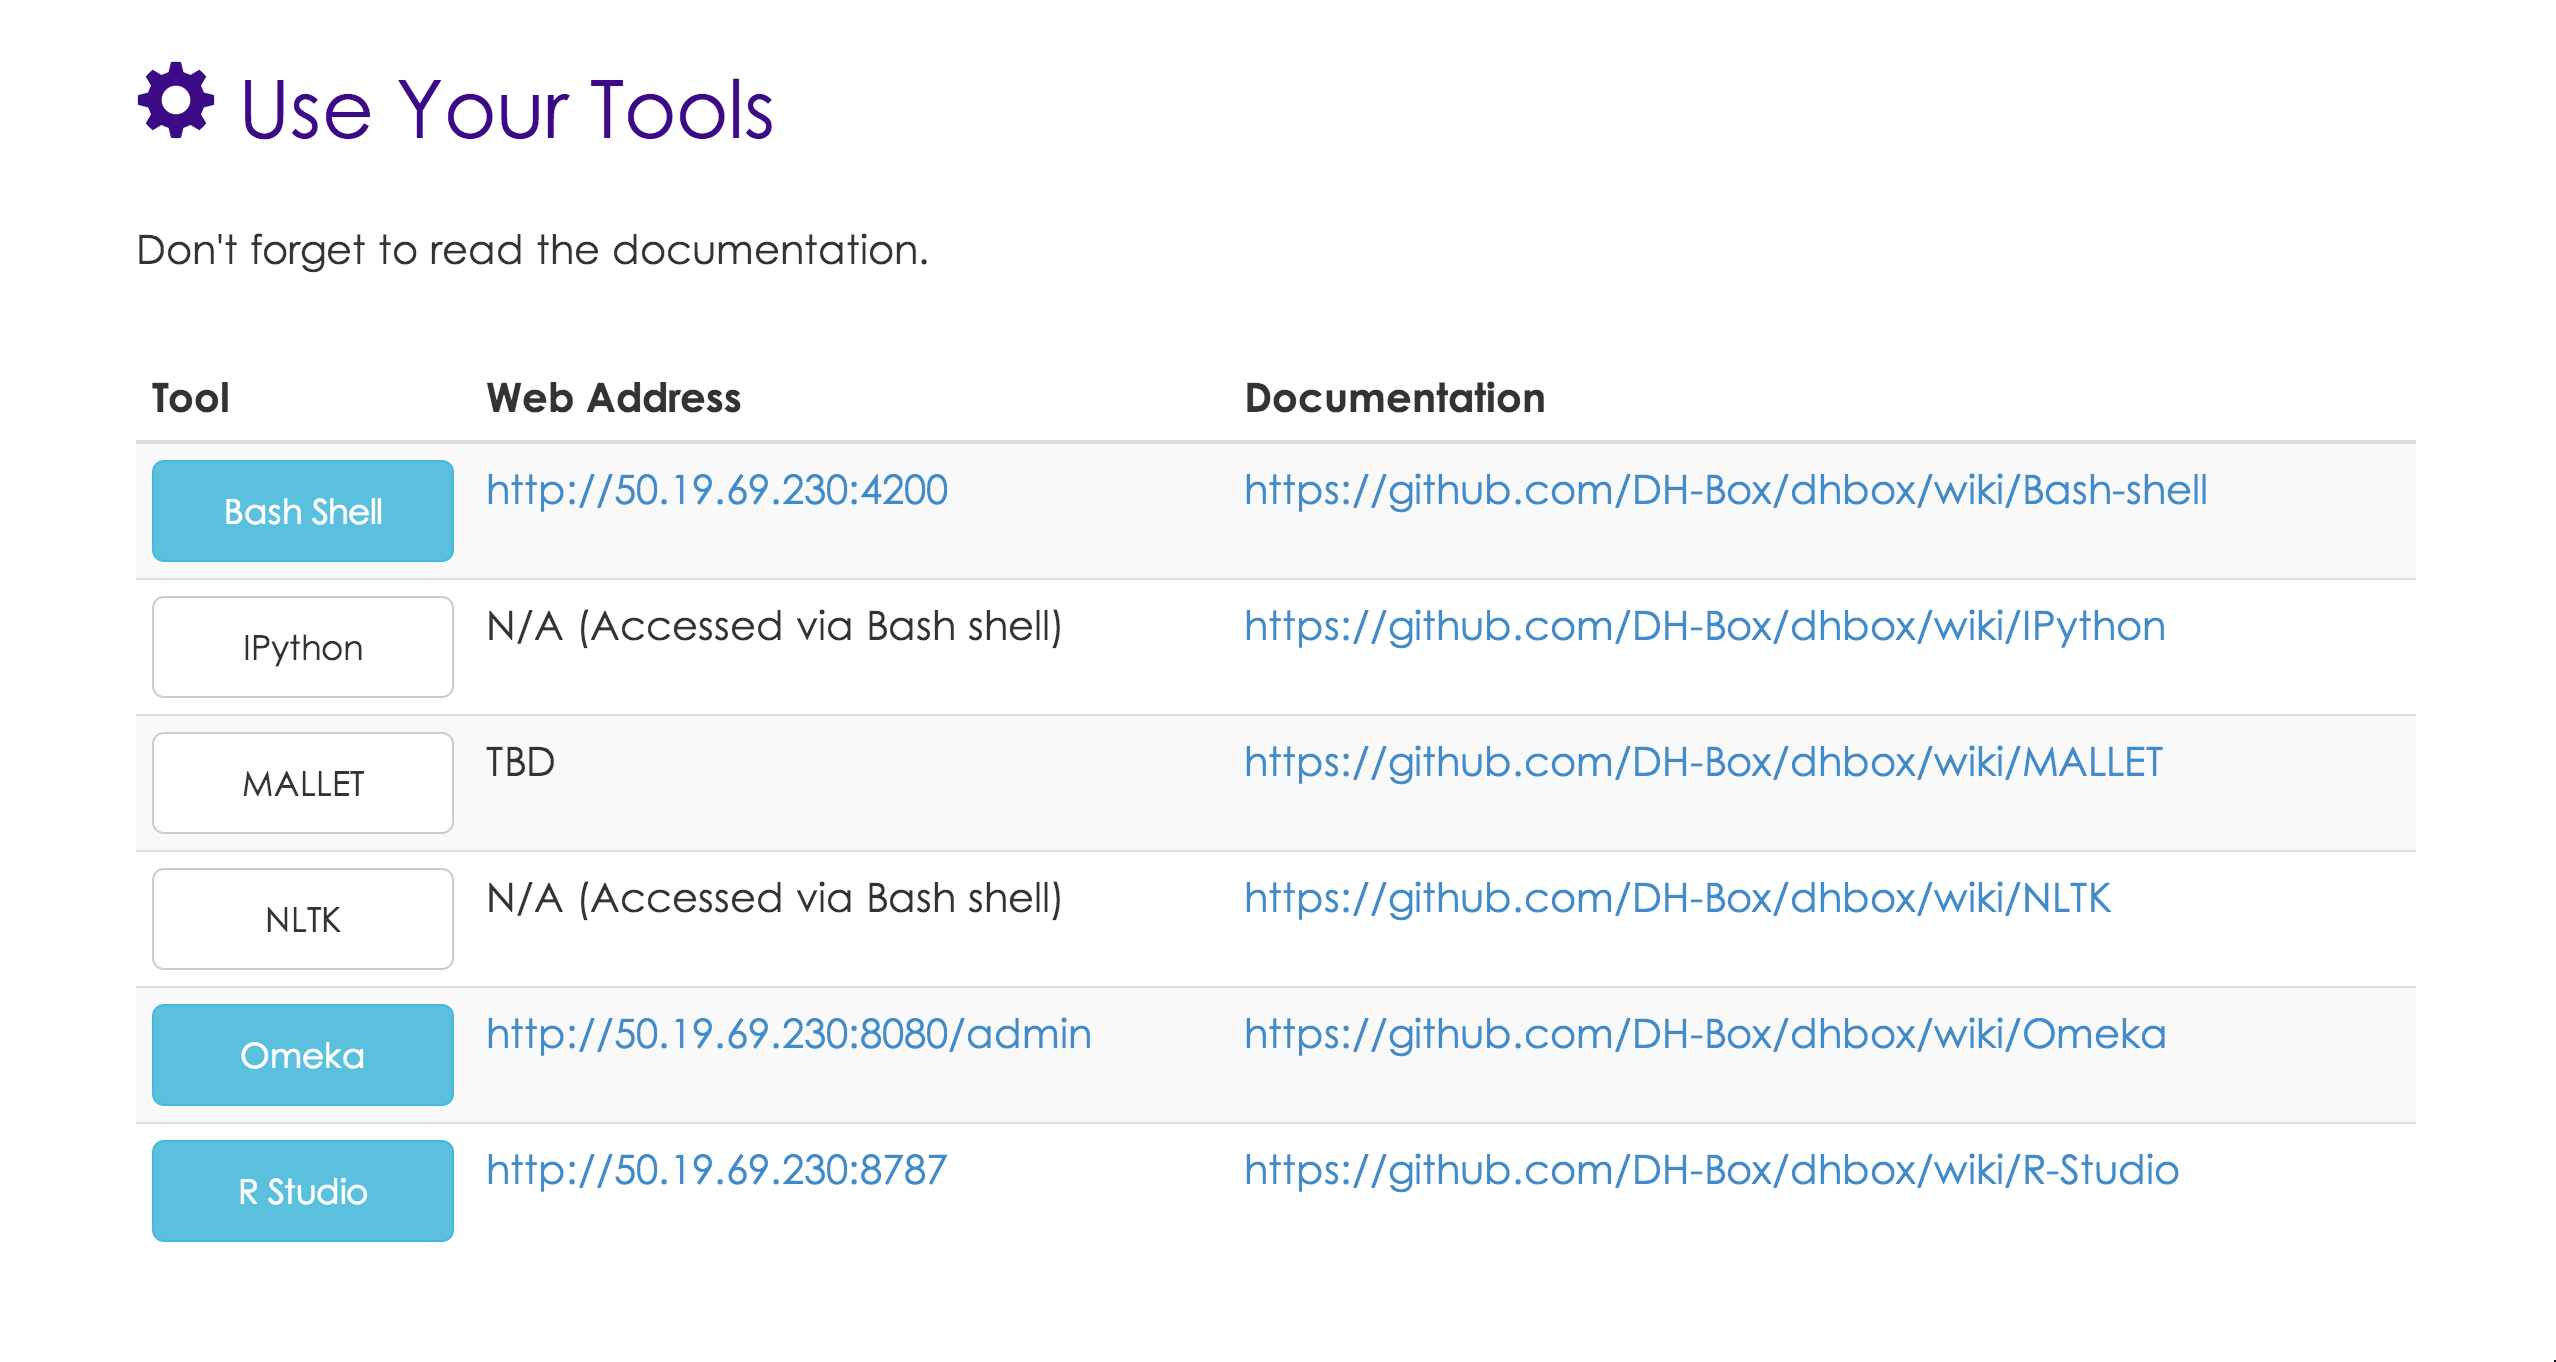 Use Your Tools
Don't forget to read the documentation.
Tool Web Address Documentation
Bash Shell http://50.19.69.230:4200 https://github.com/DH-Box/dhbox/wiki/Bash-shell
IPython N/A (Accessed via Bash shell) https://github.com/DH-Box/dhbox/wiki/IPython
MALLET TBD https://github.com/DH-Box/dhbox/wiki/MALLET
NLTK N/A (Accessed via Bash shell) https://github.com/DH-Box/dhbox/wiki/NLTK
Omeka http://50.19.69.230:8080/admin https://github.com/DH-Box/dhbox/wiki/Omeka
R Studio http://50.19.69.230:8787 https://github.com/DH-Box/dhbox/wiki/R-Studio